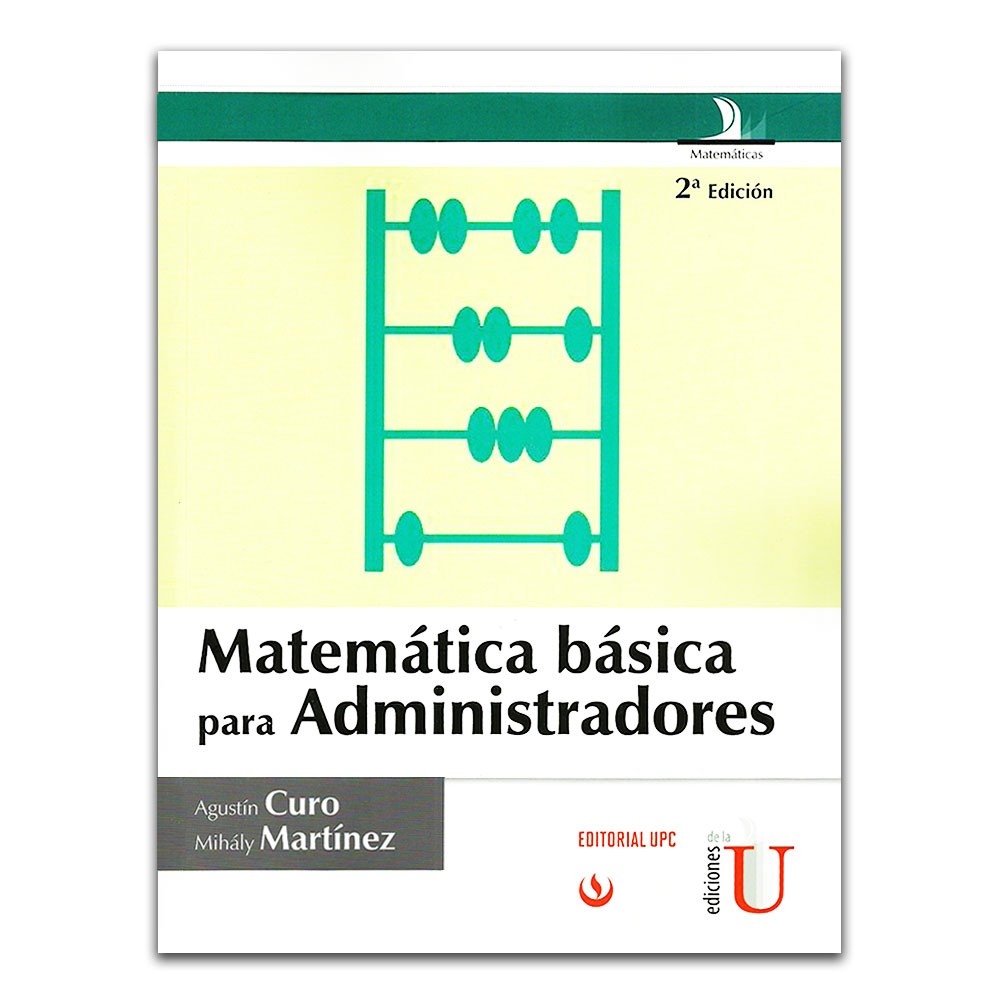 Matemáticas
2ª Edición
Matemática básica
para Administradores
Agustín Curo
Mihály Martínez
EDITORIAL UPC
ediciones de la U